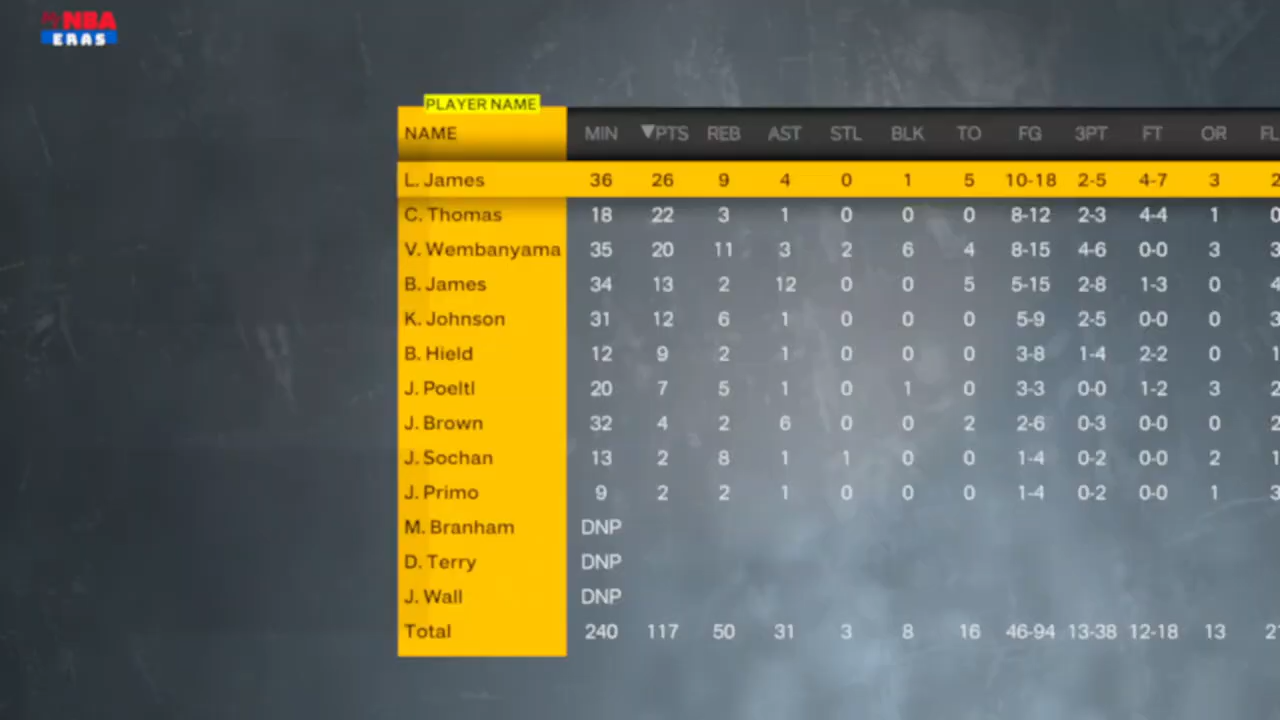 MyNBA
ERAS
PLAYER NAME
NAME MIN ▼PTS REB AST STL BLK TO FG 3PT FT OR
L. James 36 26 9 4 0 1 5 10-18 2-5 4-7 3 2
C. Thomas 18 22 3 1 0 0 0 8-12 2-3 4-4 1 0
V. Wembanyama 35 20 11 3 2 6 4 8-15 4-6 0-0 3 3
B. James 34 13 2 12 0 0 5 5-15 2-8 1-3 0 4
K. Johnson 31 12 6 1 0 0 0 5-9 2-5 0-0 0 3
B. Hield 12 9 2 1 0 0 0 3-8 1-4 2-2 0 1
J. Poeltl 20 7 5 1 0 1 0 3-3 0-0 1-2 3 2
J. Brown 32 4 2 6 0 0 2 2-6 0-3 0-0 0 2
J. Sochan 13 2 8 1 1 0 0 1-4 0-2 0-0 2 1
J. Primo 9 2 2 1 0 0 0 1-4 0-2 0-0 1 3
M. Branham DNP
D. Terry DNP
J. Wall DNP
Total 240 117 50 31 3 8 16 46-94 13-38 12-18 13